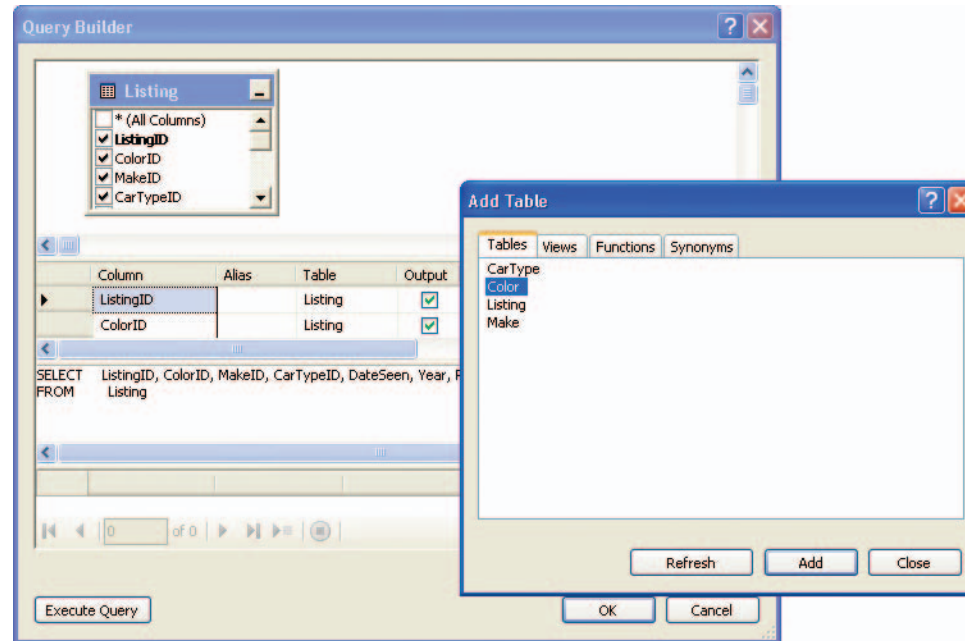 Query Builder
Listing
* (All Columns)
ListingID
ColorID
MakeID
CarTypeID
Column Alias Table Output
ListingID Listing
ColorID Listing
SELECT ListingID, ColorID, MakeID, CarTypeID, DateSeen, Year,
FROM Listing
0 of 0
Execute Query
OK
Cancel
Add Table
Tables Views Functions Synonyms
CarType
Color
Listing
Make
Refresh
Add
Close